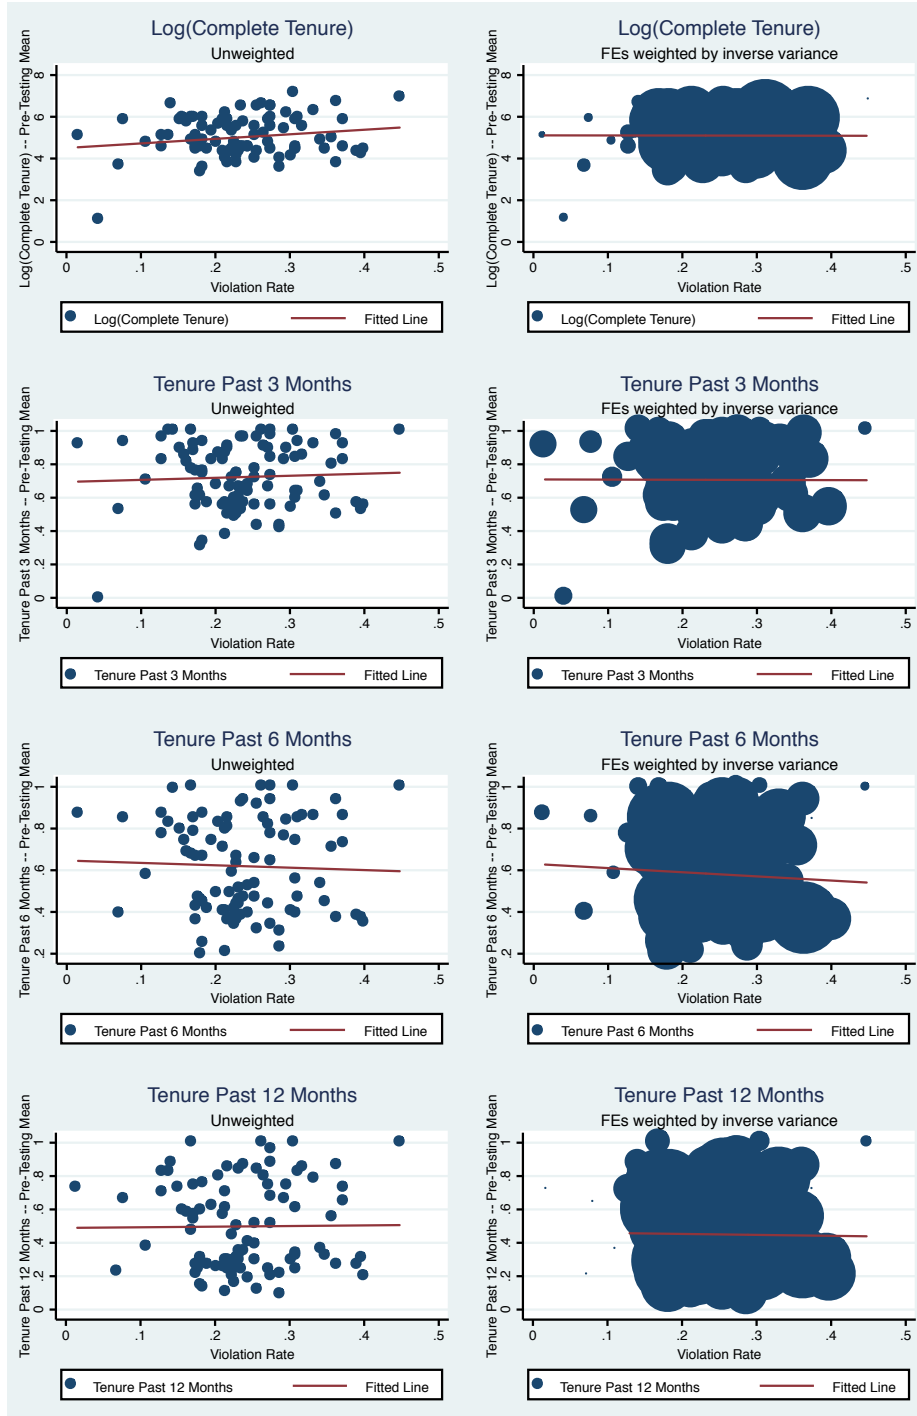 Log(Complete Tenure)
Unweighted
Log(Complete Tenure) -- Pre-Testing Mean
8
6
4
2
0
0 .1 .2 .3 .4 .5
Violation Rate
Log(Complete Tenure) Fitted Line
Log(Complete Tenure)
FEs weighted by inverse variance
Log(Complete Tenure) -- Pre-Testing Mean
8
6
4
2
0
0 .1 .2 .3 .4 .5
Violation Rate
Log(Complete Tenure) Fitted Line
Tenure Past 3 Months
Unweighted
Tenure Past 3 Months -- Pre-Testing Mean
1
.8
.6
.4
.2
0
0 .1 .2 .3 .4 .5
Violation Rate
Tenure Past 3 Months Fitted Line
Tenure Past 3 Months
FEs weighted by inverse variance
Tenure Past 3 Months -- Pre-Testing Mean
1
.8
.6
.4
.2
0
0 .1 .2 .3 .4 .5
Violation Rate
Tenure Past 3 Months Fitted Line
Tenure Past 6 Months
Unweighted
Tenure Past 6 Months -- Pre-Testing Mean
1
.8
.6
.4
.2
0 .1 .2 .3 .4 .5
Violation Rate
Tenure Past 6 Months Fitted Line
Tenure Past 6 Months
FEs weighted by inverse variance
Tenure Past 6 Months -- Pre-Testing Mean
1
.8
.6
.4
.2
0 .1 .2 .3 .4 .5
Violation Rate
Tenure Past 6 Months Fitted Line
Tenure Past 12 Months
Unweighted
Tenure Past 12 Months -- Pre-Testing Mean
1
.8
.6
.4
.2
0
0 .1 .2 .3 .4 .5
Violation Rate
Tenure Past 12 Months Fitted Line
Tenure Past 12 Months
FEs weighted by inverse variance
Tenure Past 12 Months -- Pre-Testing Mean
1
.8
.6
.4
.2
0
0 .1 .2 .3 .4 .5
Violation Rate
Tenure Past 12 Months Fitted Line